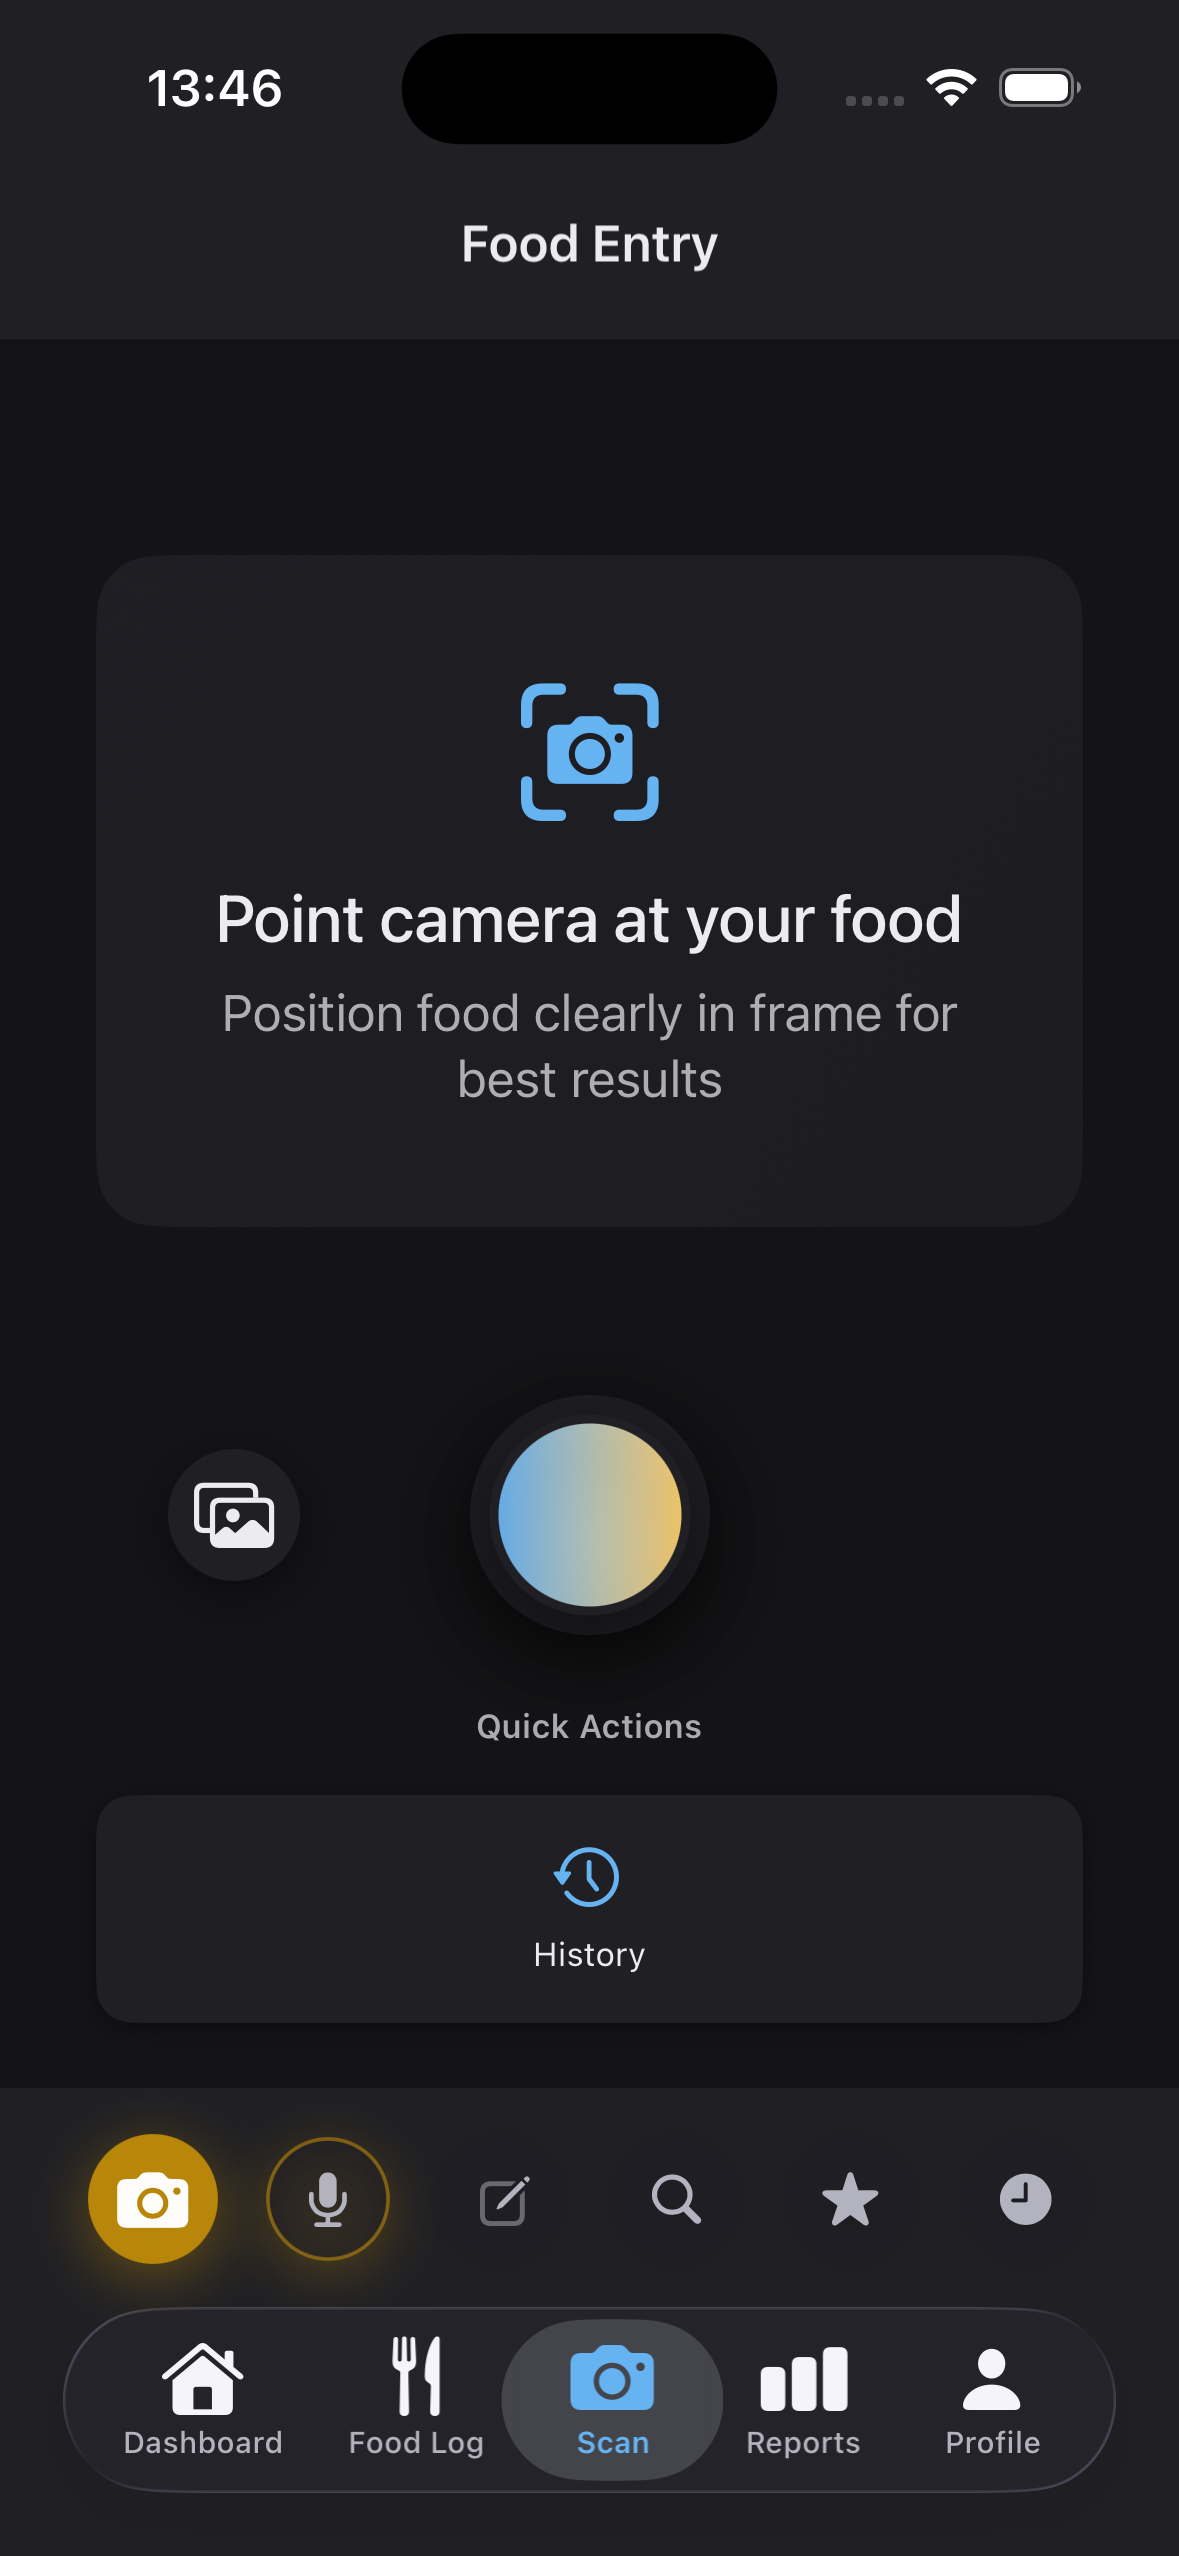 13:46
Food Entry
Point camera at your food
Position food clearly in frame for
best results
Quick Actions
History
Dashboard
Food Log
Scan
Reports
Profile